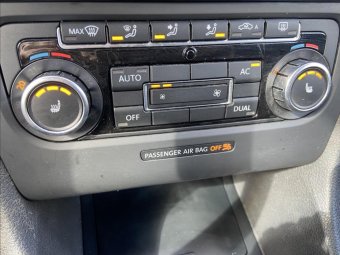 MAX
AUTO
AC
OFF
DUAL
PASSENGER AIR BAG OFF